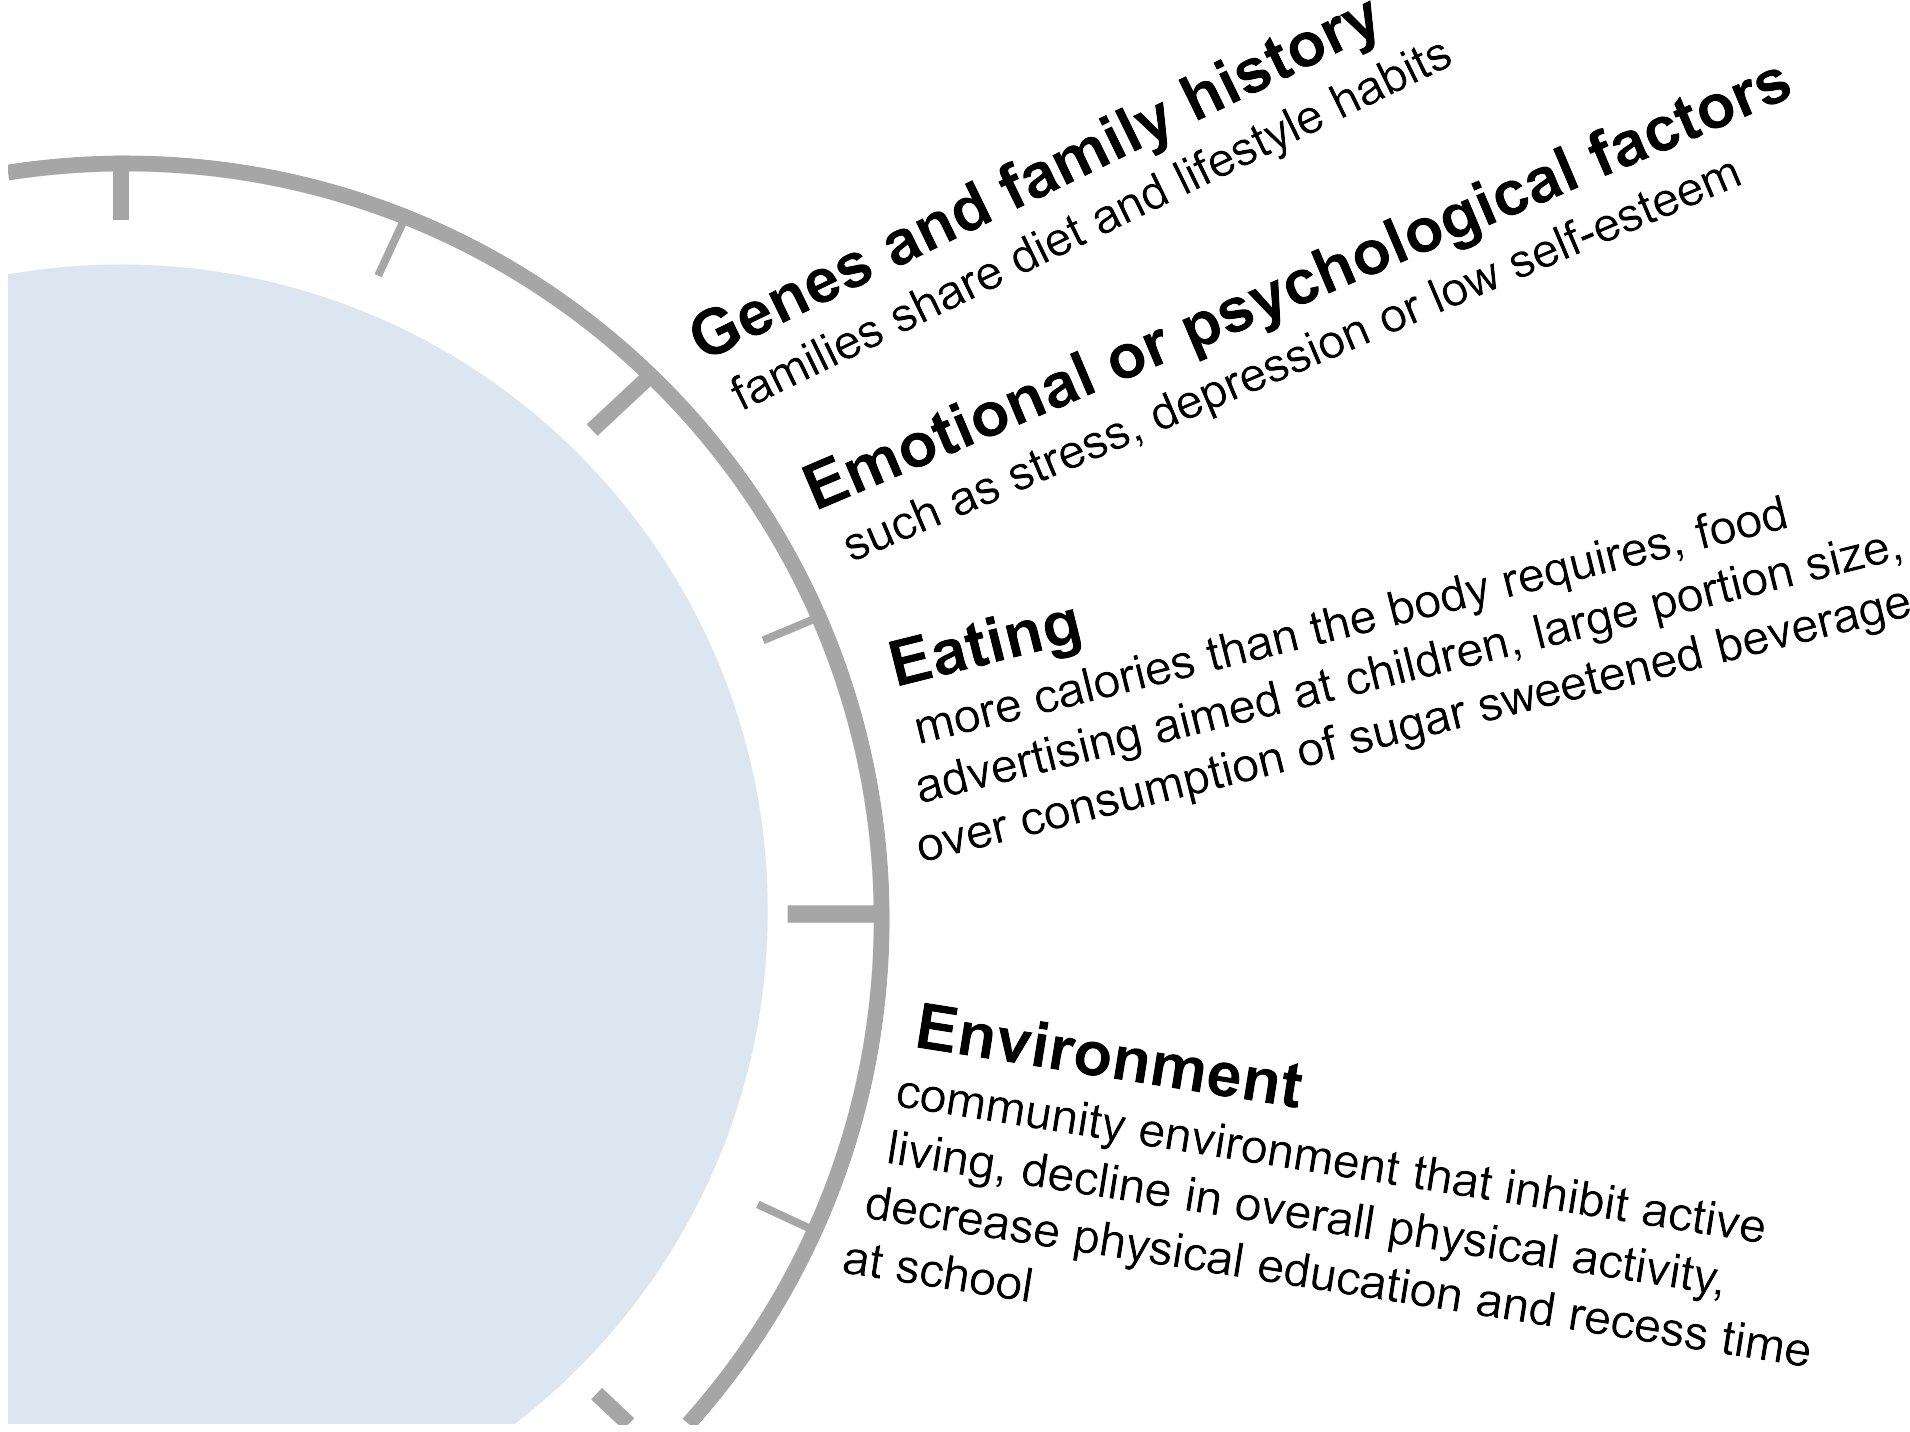 Genes and family history
families share diet and lifestyle habits
Emotional or psychological factors
such as stress, depression or low self-esteem
Eating
more calories than the body requires, food
advertising aimed at children, large portion size,
over consumption of sugar sweetened beverage
Environment
community environment that inhibit active
living, decline in overall physical activity,
decrease physical education and recess time
at school